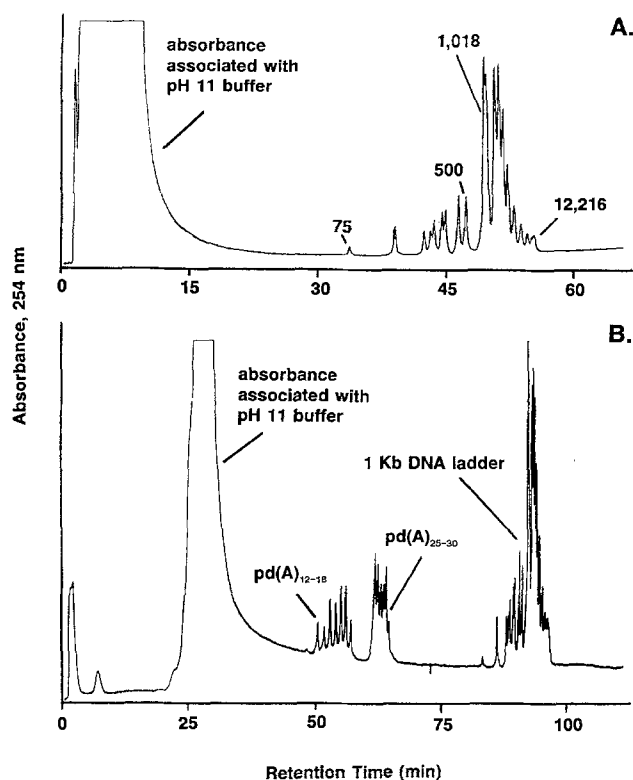 A.
absorbance
associated with
pH 11 buffer
1,018
500
75
12,216
0
15
30
45
60
Absorbance, 254 nm
B.
absorbance
associated with
pH 11 buffer
1 Kb DNA ladder
pd(A)12-18
pd(A)25-30
0
25
50
75
100
Retention Time (min)